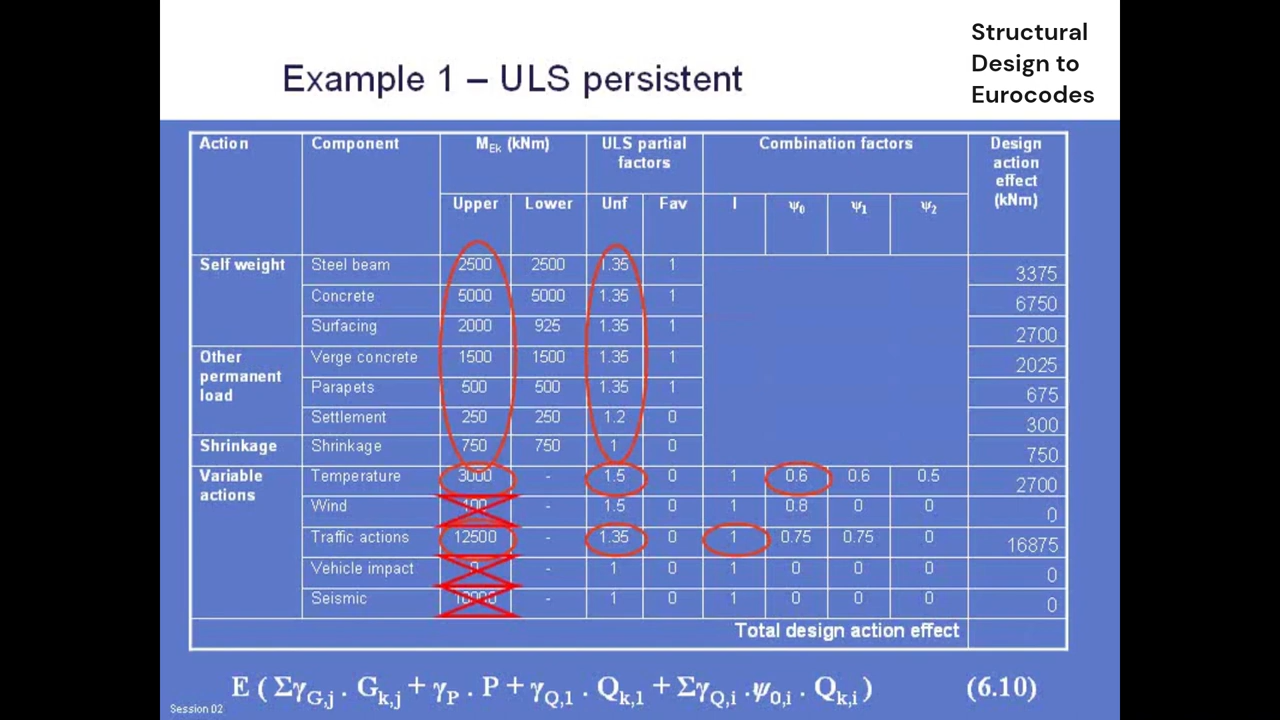 Structural
Design to
Eurocodes
Example 1 – ULS persistent
Action Component M_Ek (kNm) ULS partial factors Combination factors Design action effect (kNm)
Upper Lower Unf Fav I ψ0 ψ1 ψ2
Self weight Steel beam 2500 2500 1.35 1 3375
Concrete 5000 5000 1.35 1 6750
Surfacing 2000 925 1.35 1 2700
Other permanent load Verge concrete 1500 1500 1.35 1 2025
Parapets 500 500 1.35 1 675
Settlement 250 250 1.2 0 300
Shrinkage Shrinkage 750 750 1 0 750
Variable actions Temperature 3000 - 1.5 0 1 0.6 0.6 0.5 2700
Wind 100 - 1.5 0 1 0.8 0 0 0
Traffic actions 12500 - 1.35 0 1 0.75 0.75 0 16875
Vehicle impact 0 - 1 0 1 0 0 0 0
Seismic 10000 - 1 0 1 0 0 0 0
Total design action effect
E ( Σγ_G,j . G_k,j + γ_P . P + γ_Q,1 . Q_k,1 + Σγ_Q,i .ψ_0,i . Q_k,i ) (6.10)
Session 02